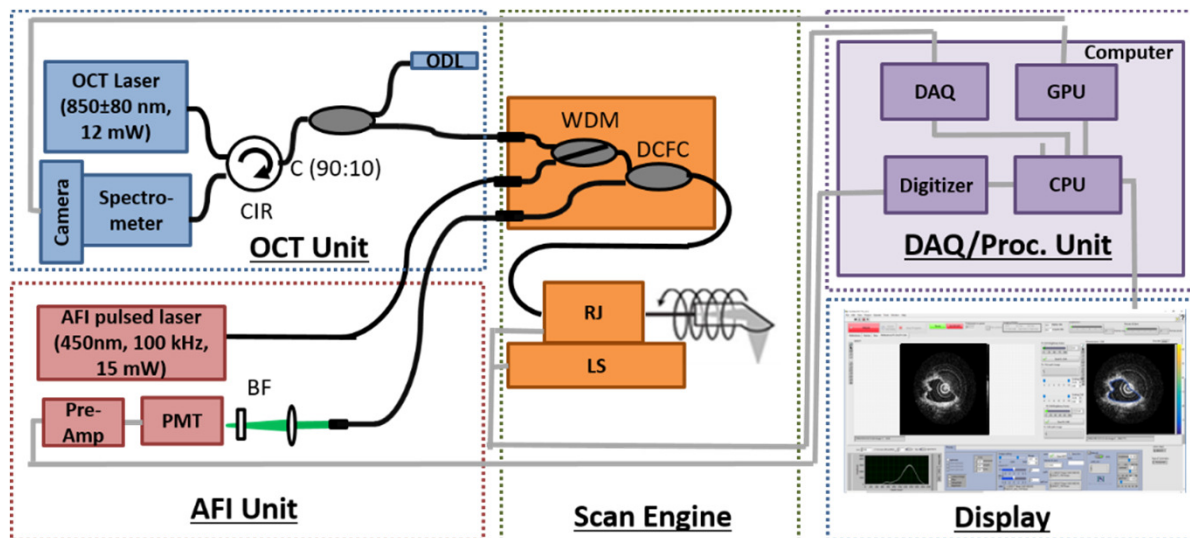 OCT Laser
(850±80 nm,
12 mW)
ODL
C (90:10)
CIR
Camera
Spectro-
meter
OCT Unit
AFI pulsed laser
(450nm, 100 kHz,
15 mW)
BF
Pre-
Amp
PMT
AFI Unit
WDM
DCFC
RJ
LS
Scan Engine
Computer
DAQ
GPU
Digitizer
CPU
DAQ/Proc. Unit
Display